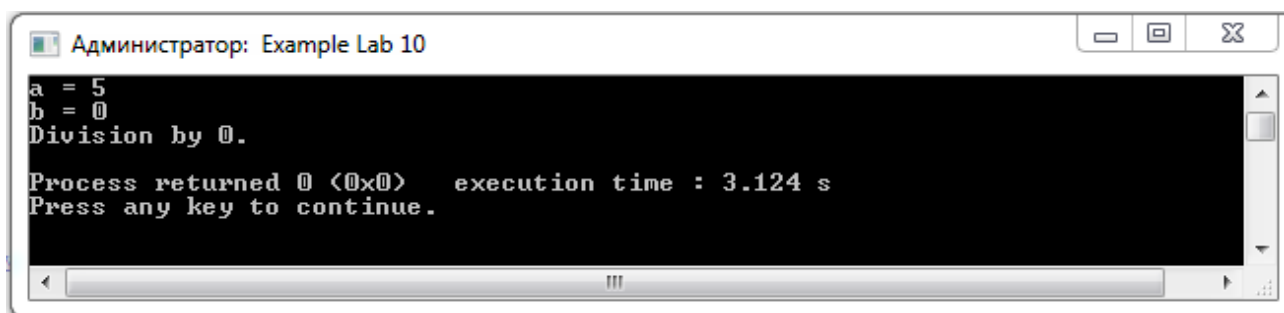 Администратор: Example Lab 10
a = 5
b = 0
Division by 0.
Process returned 0 (0x0)   execution time : 3.124 s
Press any key to continue.